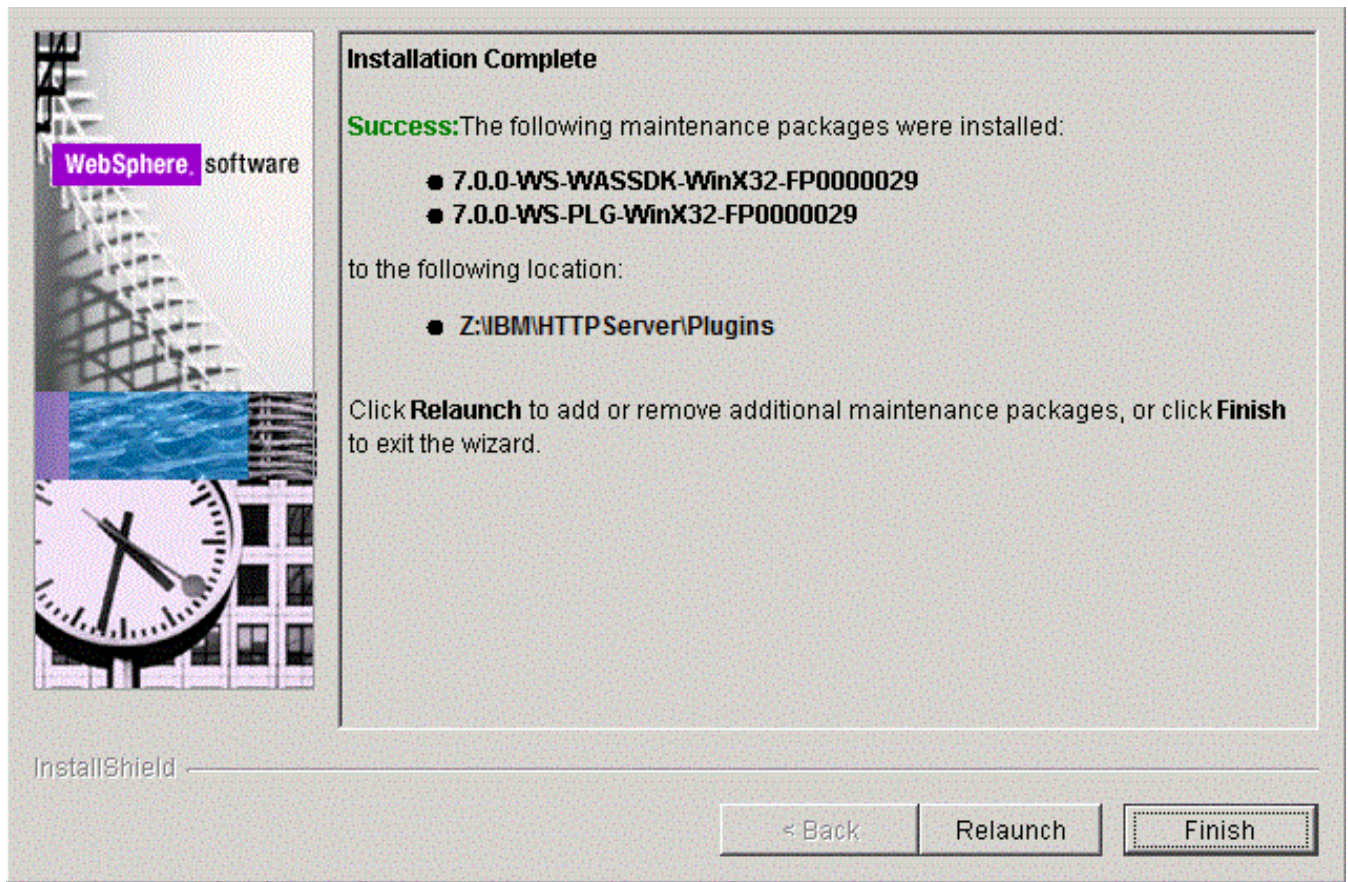 WebSphere. software
Installation Complete
Success:The following maintenance packages were installed:
● 7.0.0-WS-WASSDK-WinX32-FP0000029
● 7.0.0-WS-PLG-WinX32-FP0000029
to the following location:
● Z:\IBM\HTTPServer\Plugins
Click Relaunch to add or remove additional maintenance packages, or click Finish
to exit the wizard.
InstallShield
< Back
Relaunch
Finish